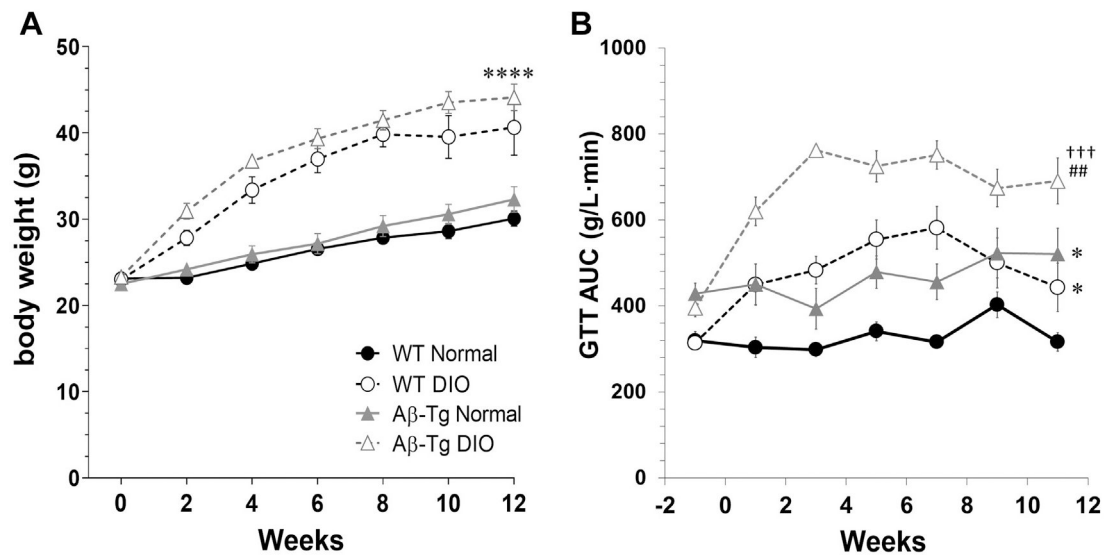 A
B
50
40
30
20
10
0
body weight (g)
****
WT Normal
WT DIO
Aβ-Tg Normal
Aβ-Tg DIO
0 2 4 6 8 10 12
Weeks
1000
800
600
400
200
0
GTT AUC (g/L·min)
†††
##
*
*
-2 0 2 4 6 8 10 12
Weeks